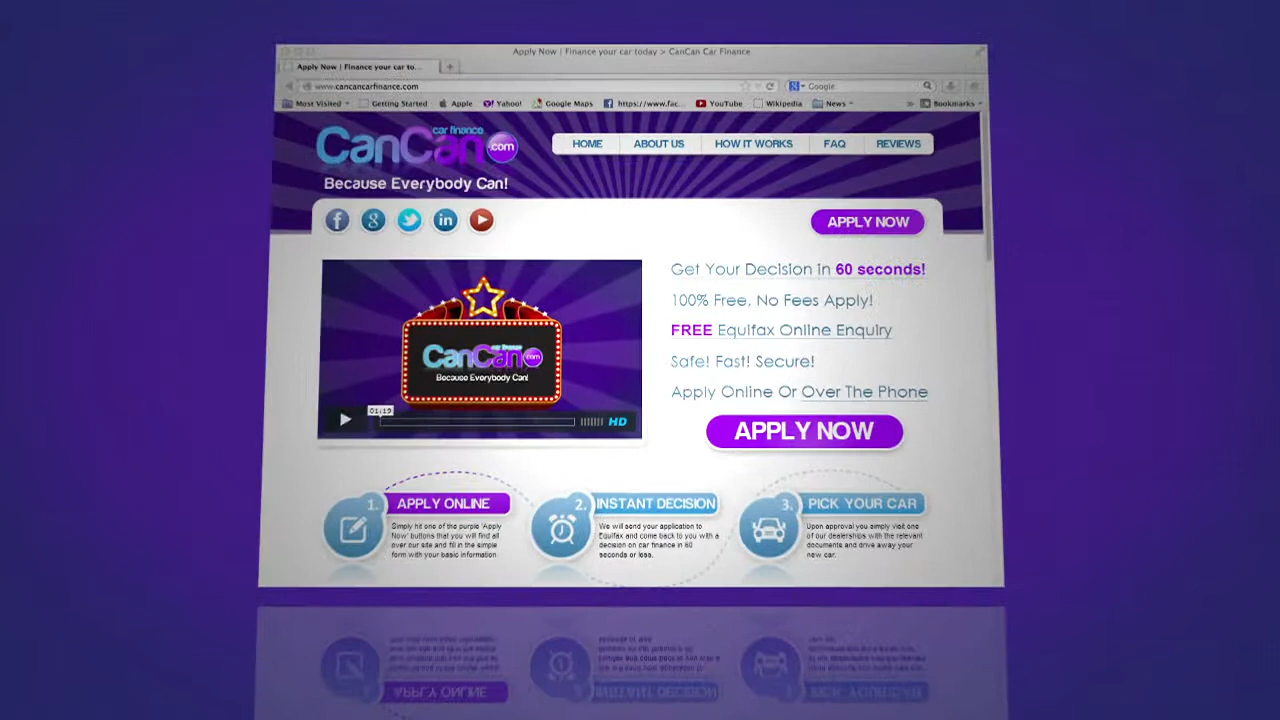 Apply Now | Finance your car today > CanCan Car Finance
Apply Now | Finance your car to...
www.cancancarfinance.com
Google
Most Visited
Getting Started
Apple
Yahoo!
Google Maps
https://www.fac...
YouTube
Wikipedia
News
Bookmarks
car finance
CanCan.com
Because Everybody Can!
HOME
ABOUT US
HOW IT WORKS
FAQ
REVIEWS
APPLY NOW
Get Your Decision in 60 seconds!
100% Free, No Fees Apply!
FREE Equifax Online Enquiry
Safe! Fast! Secure!
Apply Online Or Over The Phone
APPLY NOW
car finance
CanCan.com
Because Everybody Can!
01:19
HD
1. APPLY ONLINE
Simply hit one of the purple 'Apply
Now' buttons that you will find all
over our site and fill in the simple
form with your basic information
2. INSTANT DECISION
We will send your application to
Equifax and come back to you with a
decision on car finance in 60
seconds or less.
3. PICK YOUR CAR
Upon approval you simply visit one
of our dealerships with the relevant
documents and drive away your
new car.